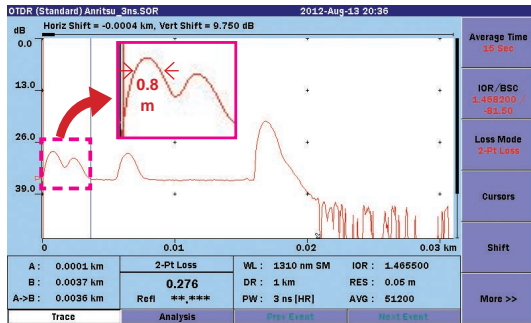 OTDR (Standard) Anritsu_3ns.SOR 2012-Aug-13 20:36
Horiz Shift = -0.0004 km, Vert Shift = 9.750 dB
dB
0.0
13.0
26.0
39.0
0.8
m
0 0.01 0.02 0.03 km
A: 0.0001 km
B: 0.0037 km
A->B: 0.0036 km
2-Pt Loss
0.276
Refl **.***
WL: 1310 nm SM IOR: 1.465500
DR: 1 km RES: 0.05 m
PW: 3 ns [HR] AVG: 51200
Trace Analysis Prev Event Next Event
Average Time
15 Sec
IOR/BSC
1.468200 /
-81.50
Loss Mode
2-Pt Loss
Cursors
Shift
More >>